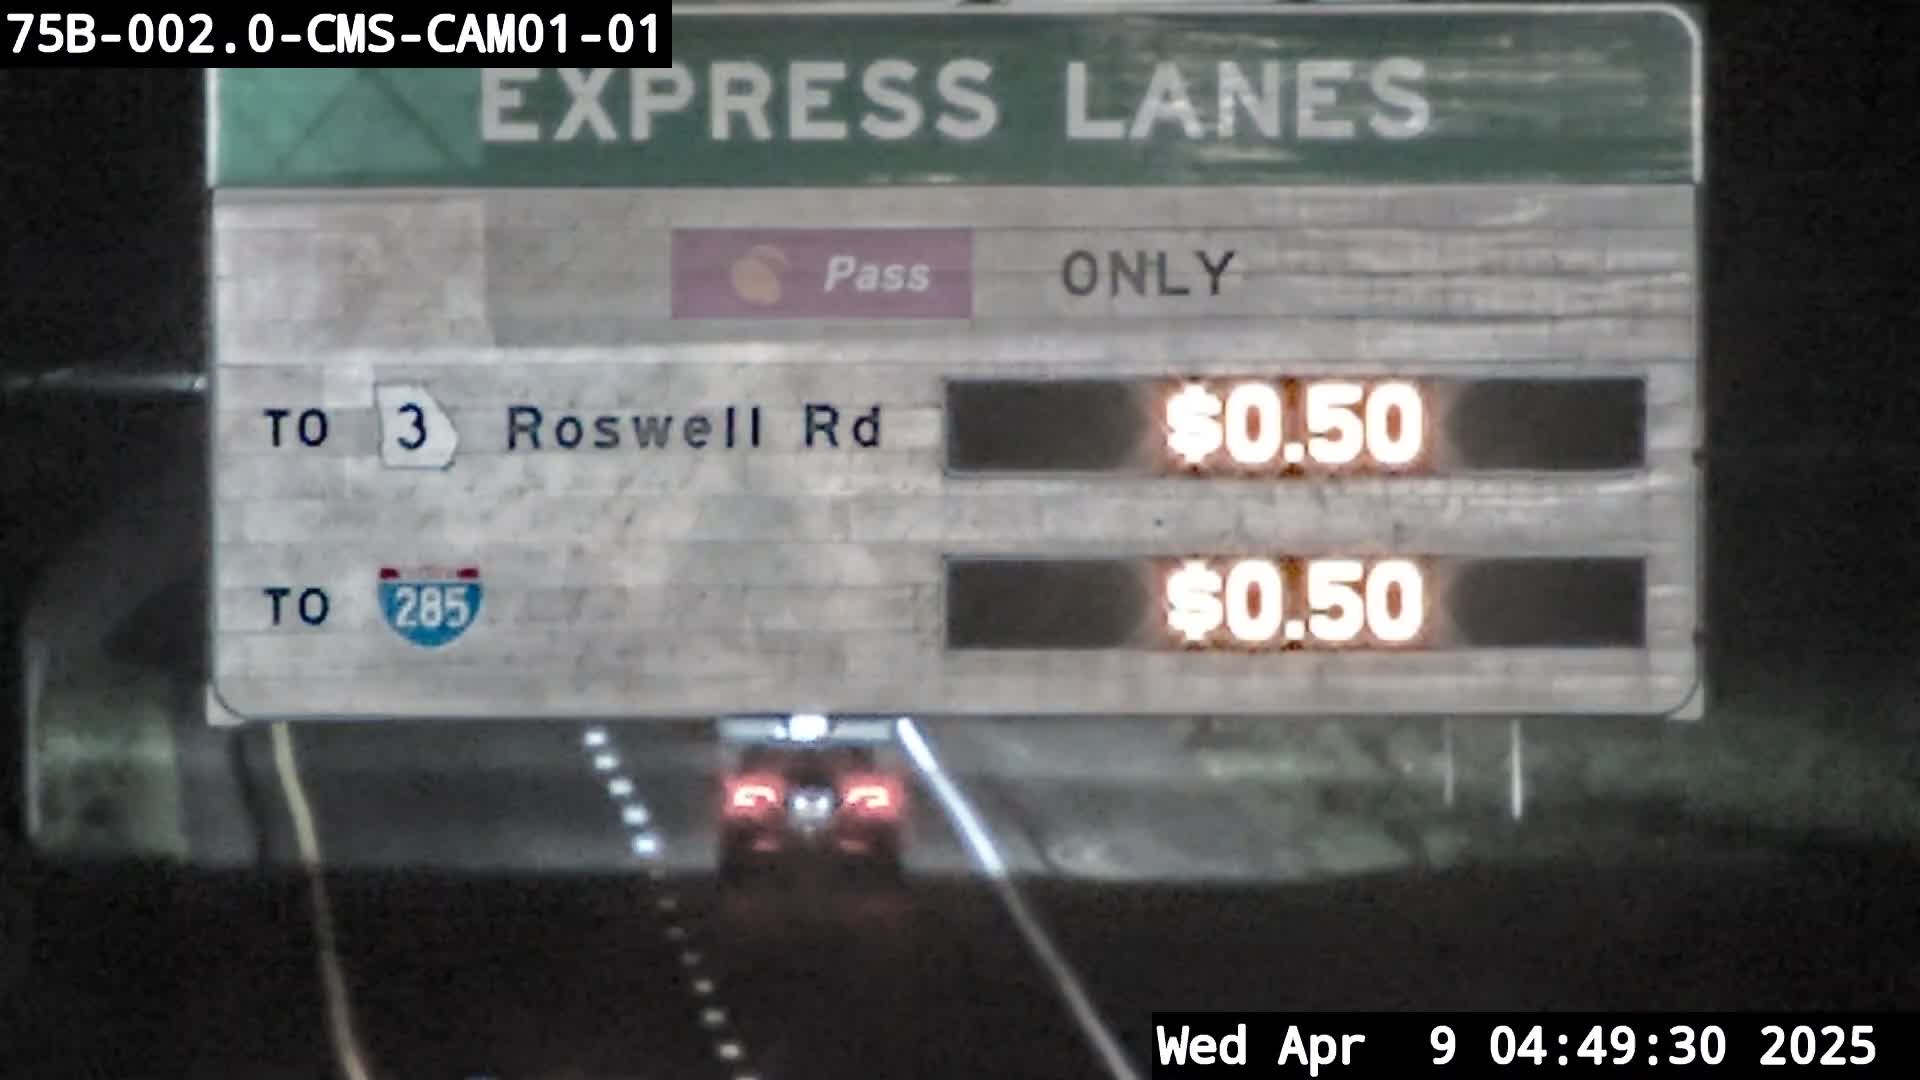 75B-002.0-CMS-CAM01-01
EXPRESS LANES
Pass ONLY
TO 3 Roswell Rd $0.50
TO 285 $0.50
Wed Apr 9 04:49:30 2025